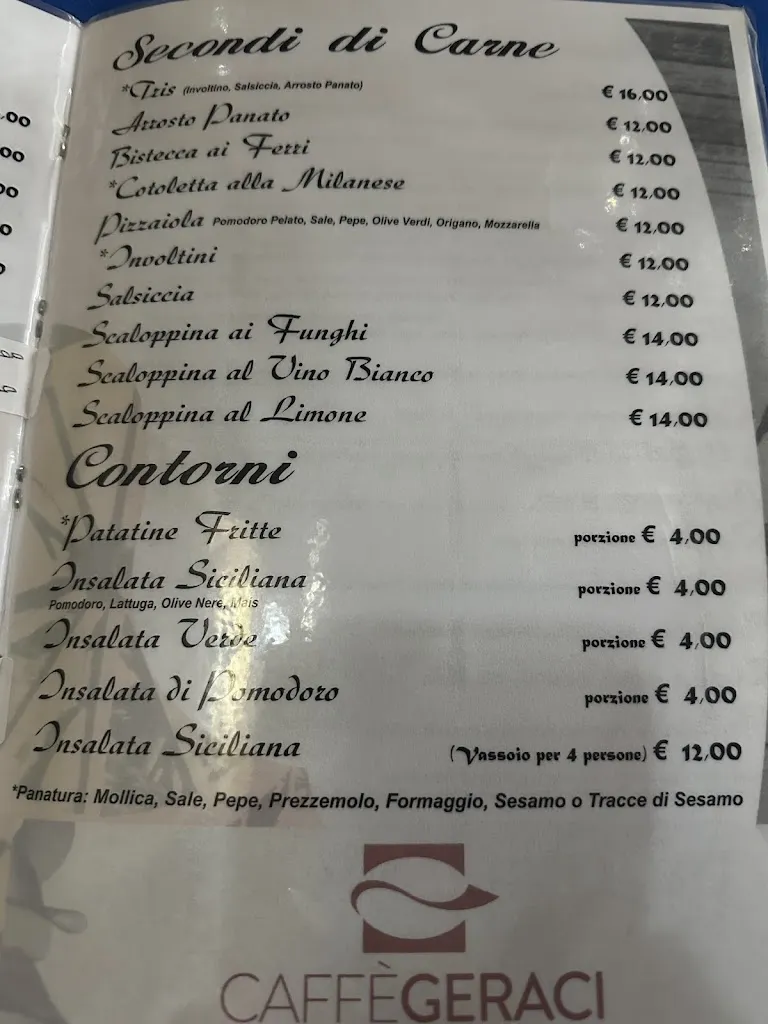 Secondi di Carne
*Tris (Involtino, Salsiccia, Arrosto Panato) € 16,00
Arrosto Panato € 12,00
Bistecca ai Ferri € 12,00
*Cotoletta alla Milanese € 12,00
Pizzaiola Pomodoro Pelato, Sale, Pepe, Olive Verdi, Origano, Mozzarella € 12,00
*Involtini € 12,00
Salsiccia € 12,00
Scaloppina ai Funghi € 14,00
Scaloppina al Vino Bianco € 14,00
Scaloppina al Limone € 14,00
Contorni
*Patatine Fritte porzione € 4,00
Insalata Siciliana porzione € 4,00
Pomodoro, Lattuga, Olive Nere, Mais
Insalata Verde porzione € 4,00
Insalata di Pomodoro porzione € 4,00
Insalata Siciliana (Vassoio per 4 persone) € 12,00
*Panatura: Mollica, Sale, Pepe, Prezzemolo, Formaggio, Sesamo o Tracce di Sesamo
CAFFÈGERACI